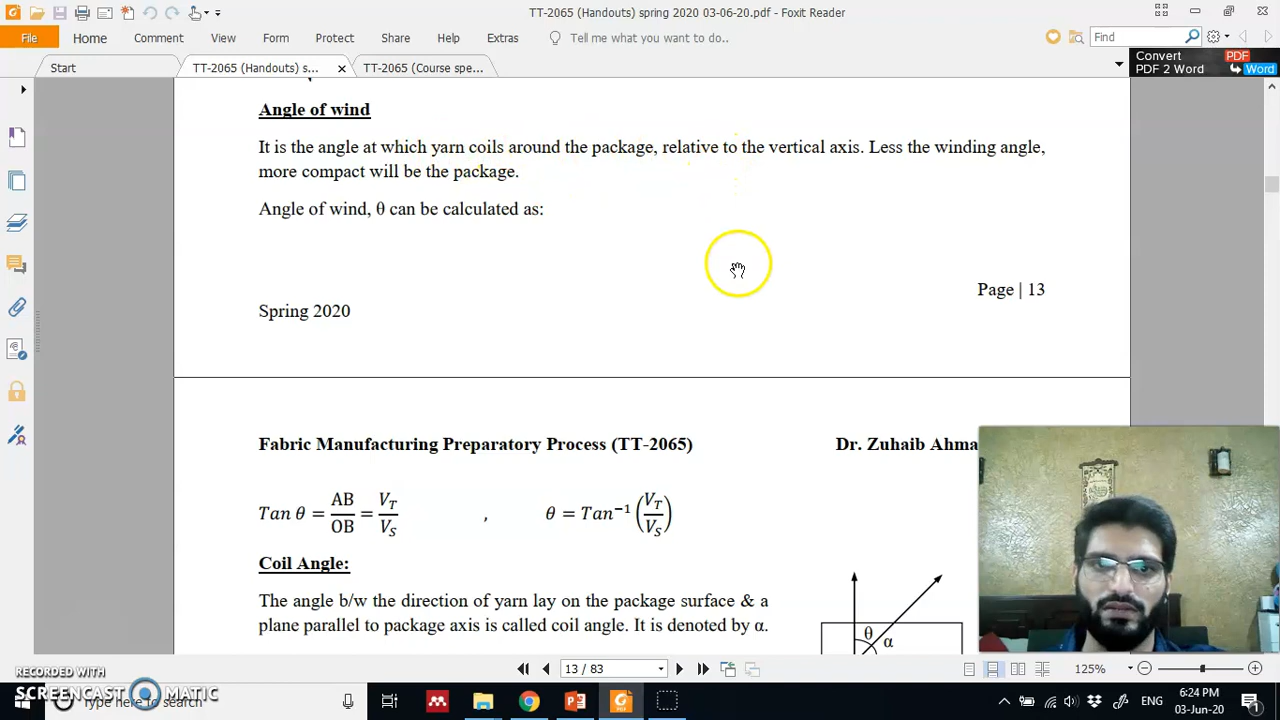 TT-2065 (Handouts) spring 2020 03-06-20.pdf - Foxit Reader
File Home Comment View Form Protect Share Help Extras Tell me what you want to do.. Find
Start TT-2065 (Handouts) s... TT-2065 (Course spe...
Convert PDF
PDF 2 Word Word
Angle of wind
It is the angle at which yarn coils around the package, relative to the vertical axis. Less the winding angle,
more compact will be the package.
Angle of wind, θ can be calculated as:
Page | 13
Spring 2020
Fabric Manufacturing Preparatory Process (TT-2065) Dr. Zuhaib Ahma
Tan θ = AB/OB = V_T/V_S , θ = Tan⁻¹ (V_T/V_S)
Coil Angle:
The angle b/w the direction of yarn lay on the package surface & a
plane parallel to package axis is called coil angle. It is denoted by α.
θ
α
RECORDED WITH
SCREENCAST MATIC
13 / 83
125%
Type here to search
ENG
6:24 PM
03-Jun-20
1